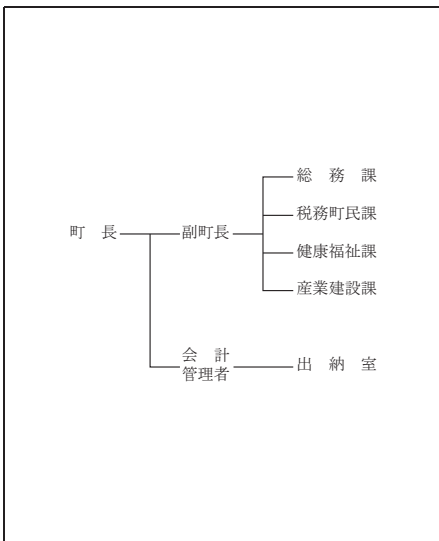 総務課
税務町民課
町長
副町長
健康福祉課
産業建設課
会計
管理者
出納室